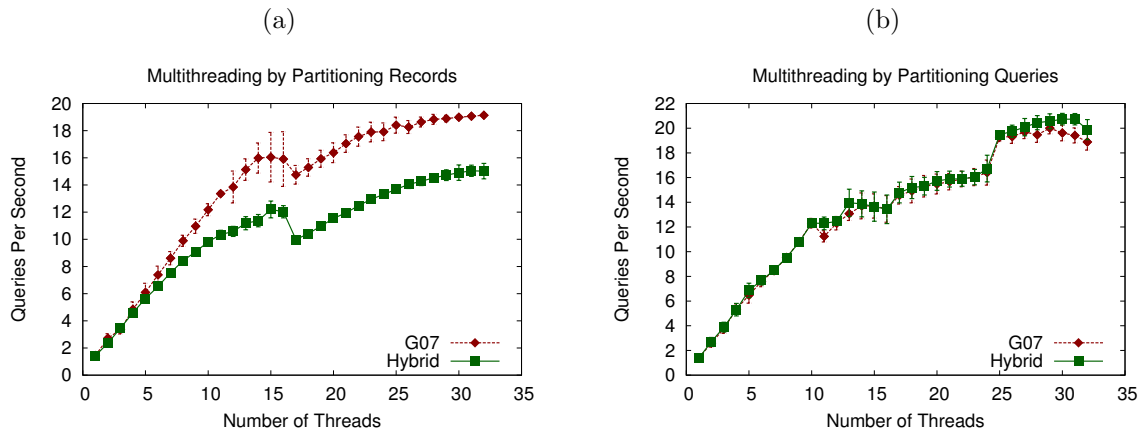 (a)
Multithreading by Partitioning Records
Queries Per Second
20
18
16
14
12
10
8
6
4
2
0
0 5 10 15 20 25 30 35
Number of Threads
G07
Hybrid
(b)
Multithreading by Partitioning Queries
Queries Per Second
22
20
18
16
14
12
10
8
6
4
2
0
0 5 10 15 20 25 30 35
Number of Threads
G07
Hybrid